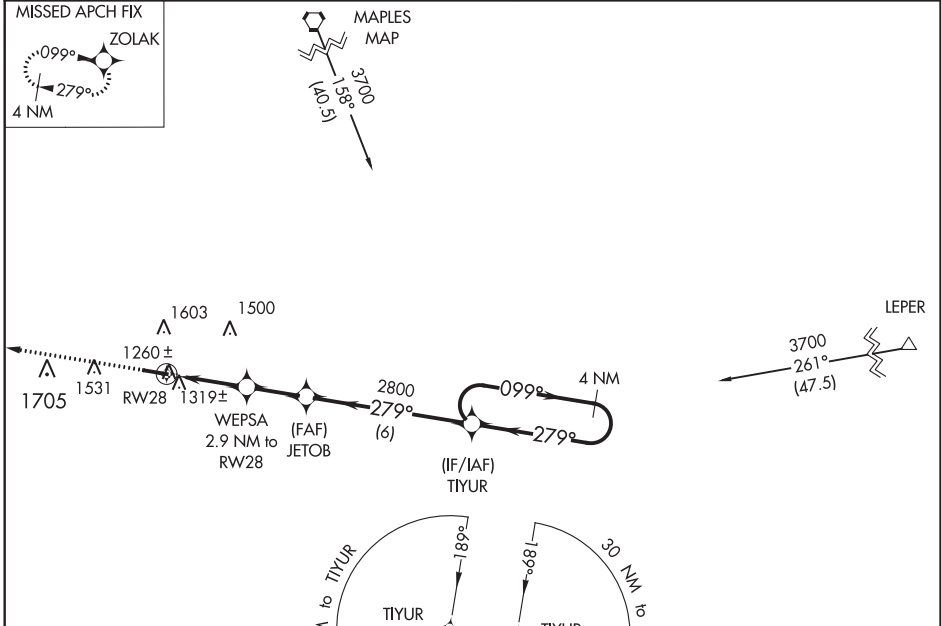 MISSED APCH FIX
ZOLAK
099°
279°
4 NM
MAPLES
MAP
3700
158°
(40.5)
LEPER
3700
261°
(47.5)
1603
1500
1260 ±
1705
1531
RW28
1319±
WEPSA
2.9 NM to
RW28
(FAF)
JETOB
2800
279°
(6)
099°
4 NM
279°
(IF/IAF)
TIYUR
to TIYUR
189°
TIYUR
189°
30 NM to